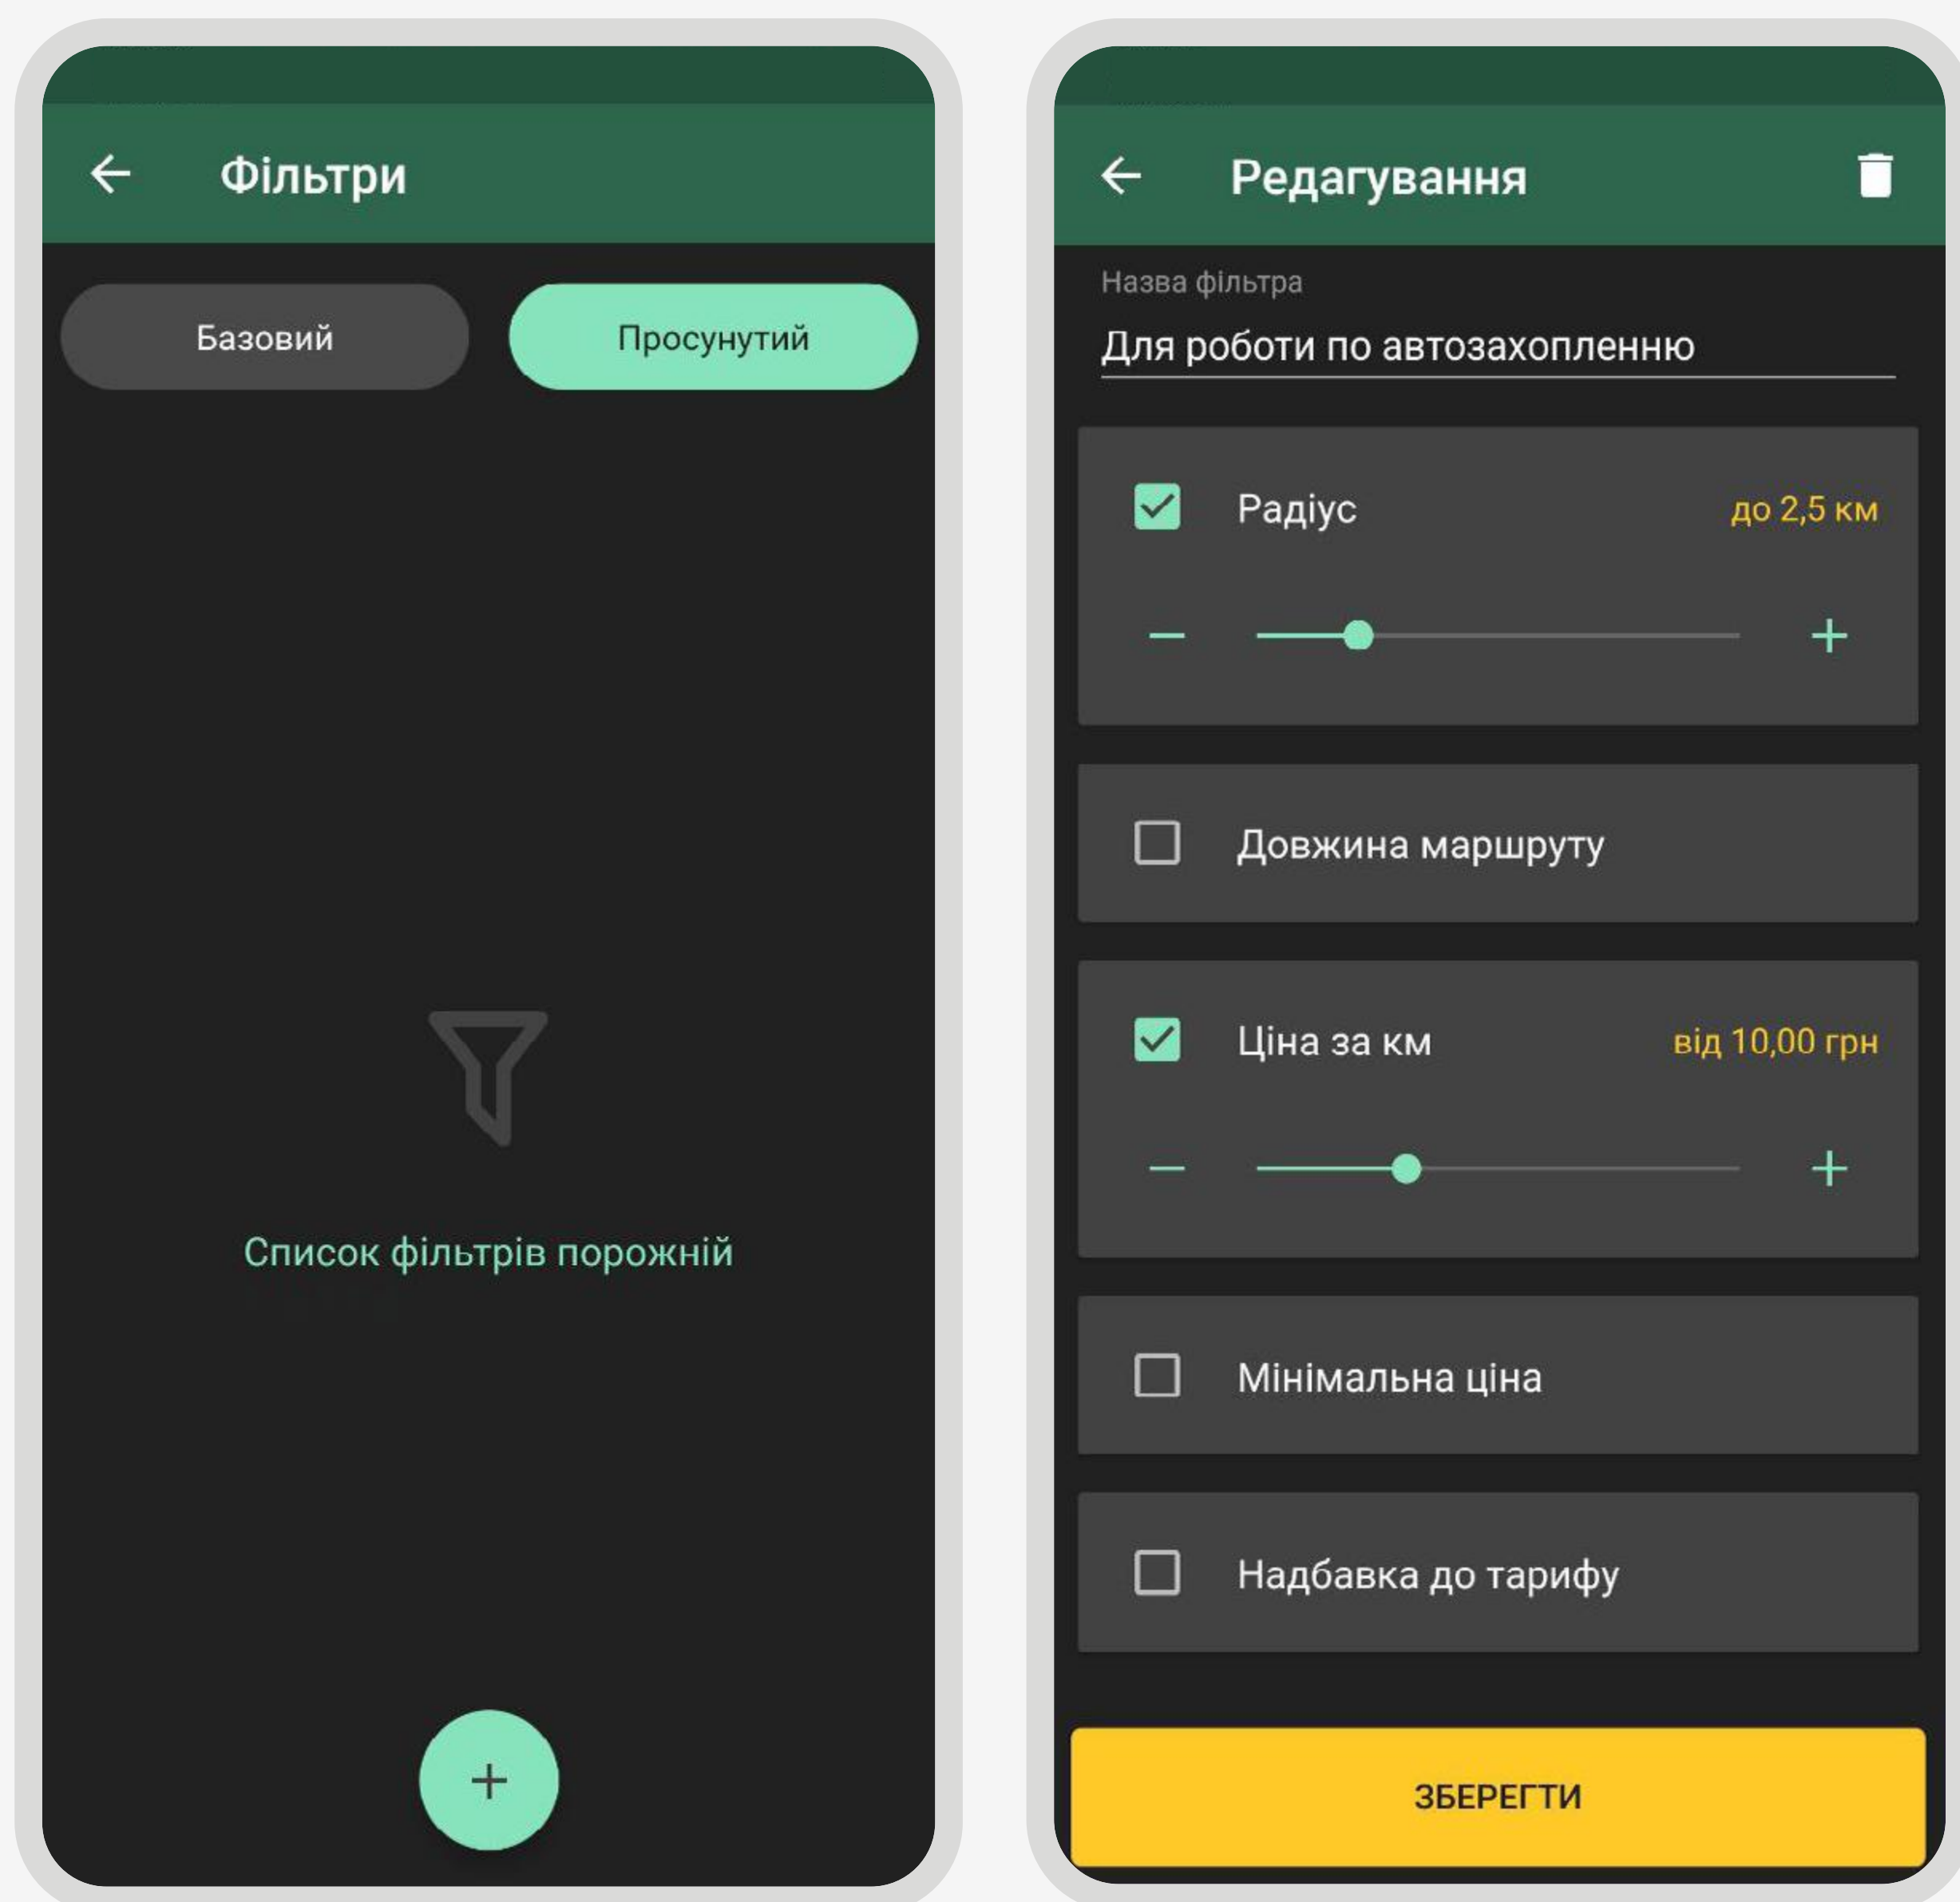 Фільтри
Базовий
Просунутий
Список фільтрів порожній
Редагування
Назва фільтра
Для роботи по автозахопленню
Радіус
до 2,5 км
Довжина маршруту
Ціна за км
від 10,00 грн
Мінімальна ціна
Надбавка до тарифу
ЗБЕРЕГТИ